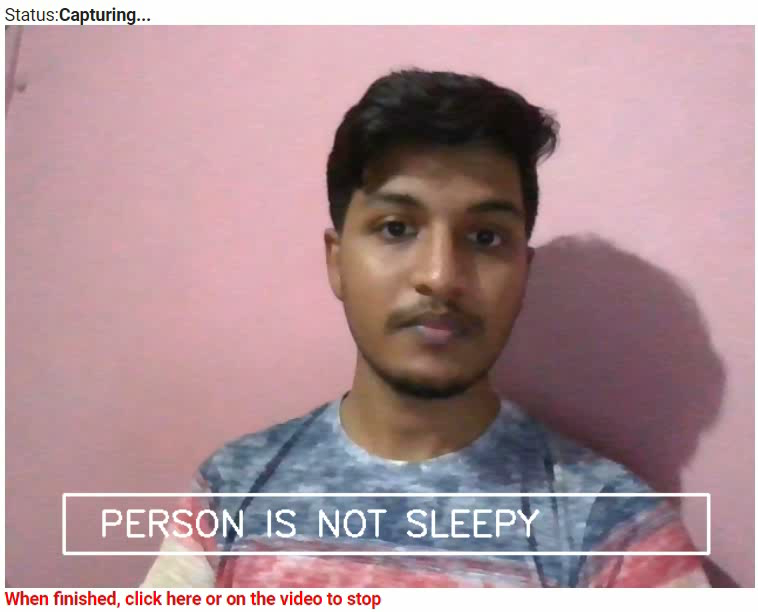 Status:Capturing...
PERSON IS NOT SLEEPY
When finished, click here or on the video to stop